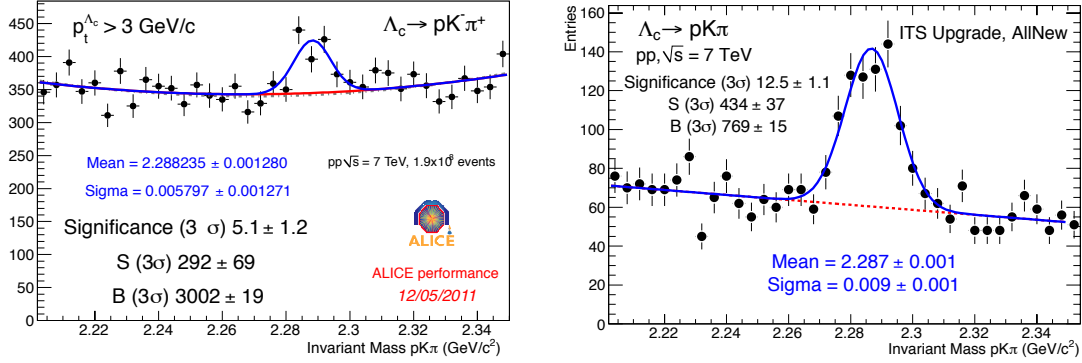 p_t^Λc > 3 GeV/c
Λc → pK⁻π⁺
450
400
350
300
250
200
150
100
50
0
Mean = 2.288235 ± 0.001280
Sigma = 0.005797 ± 0.001271
pp √s = 7 TeV, 1.9x10⁸ events
Significance (3 σ) 5.1 ± 1.2
S (3σ) 292 ± 69
B (3σ) 3002 ± 19
ALICE
ALICE performance
12/05/2011
2.22 2.24 2.26 2.28 2.3 2.32 2.34
Invariant Mass pKπ (GeV/c²)
Entries
160
140
120
100
80
60
40
20
0
Λc → pKπ
pp, √s = 7 TeV
ITS Upgrade, AllNew
Significance (3σ) 12.5 ± 1.1
S (3σ) 434 ± 37
B (3σ) 769 ± 15
Mean = 2.287 ± 0.001
Sigma = 0.009 ± 0.001
2.22 2.24 2.26 2.28 2.3 2.32 2.34
Invariant Mass pKπ (GeV/c²)